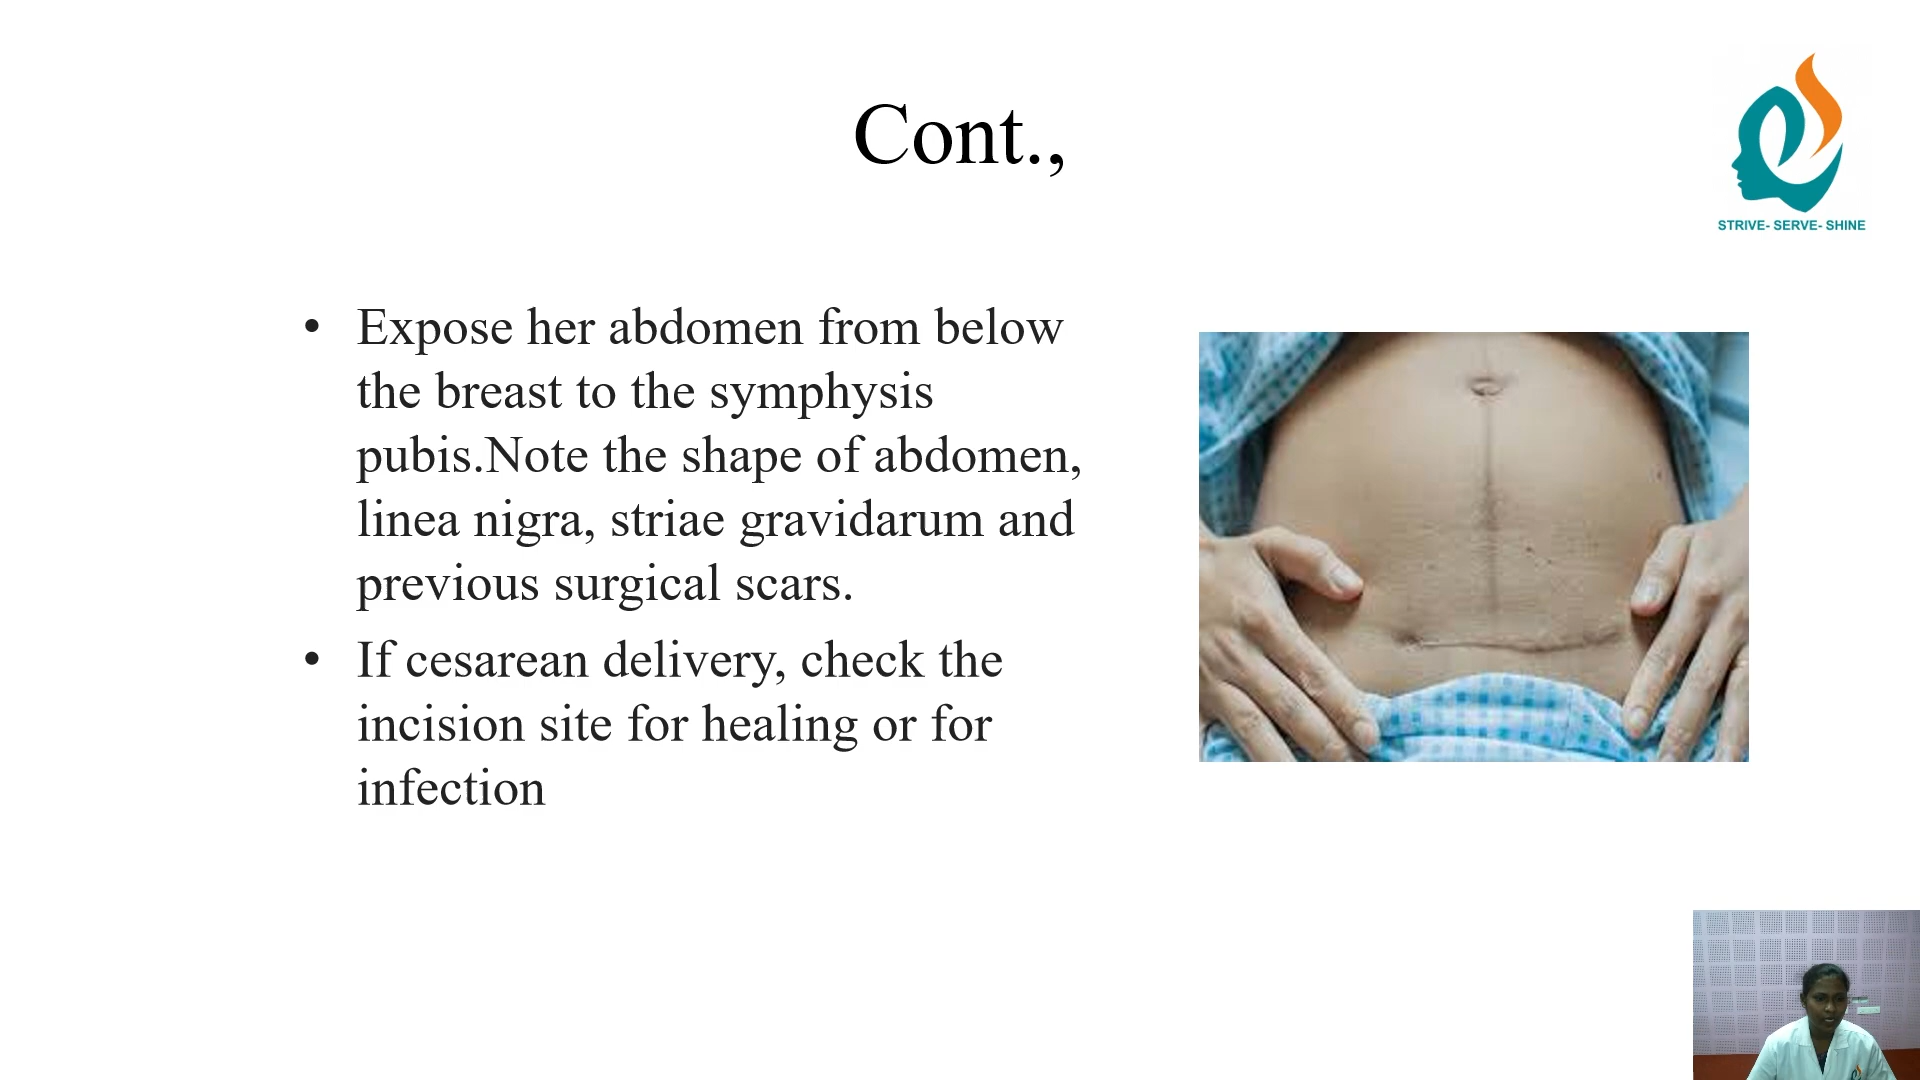 Cont.,
STRIVE- SERVE- SHINE
• Expose her abdomen from below
the breast to the symphysis
pubis.Note the shape of abdomen,
linea nigra, striae gravidarum and
previous surgical scars.
• If cesarean delivery, check the
incision site for healing or for
infection